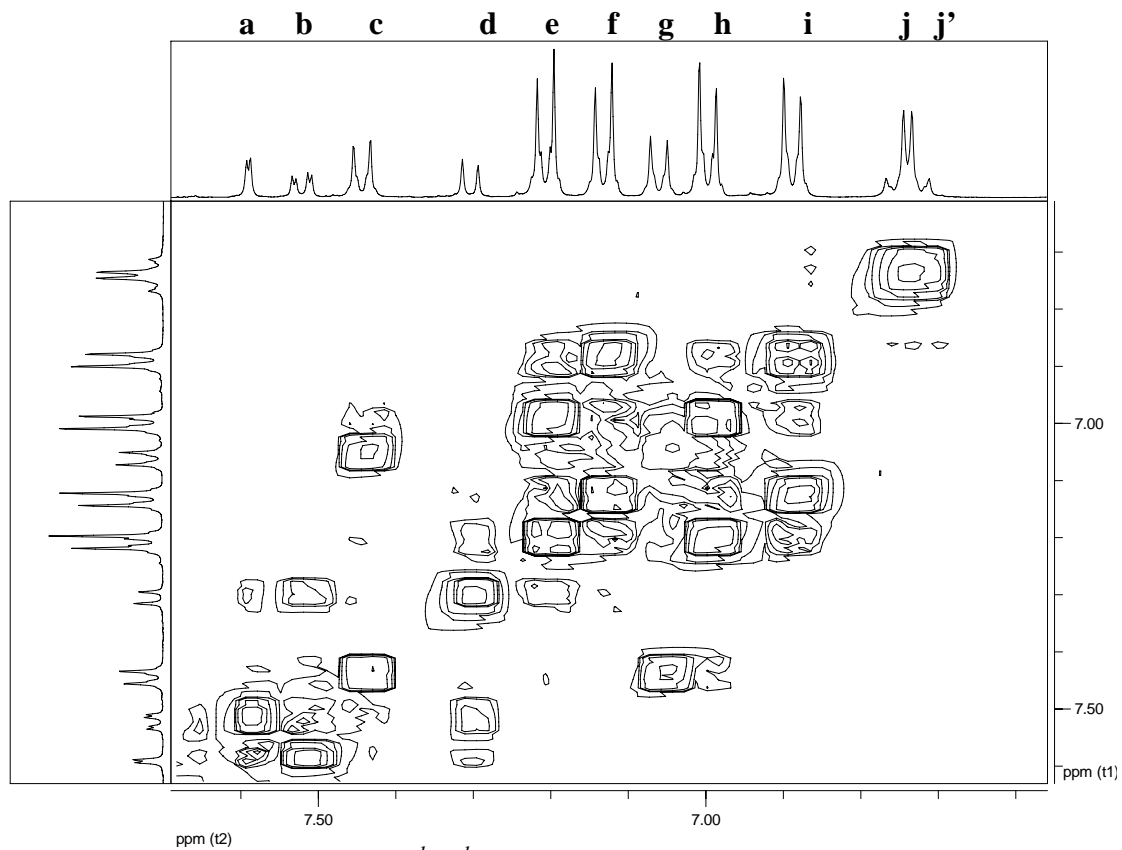 a b c d e f g h i j j’
7.00
7.50
ppm (t1)
7.50 7.00
ppm (t2)